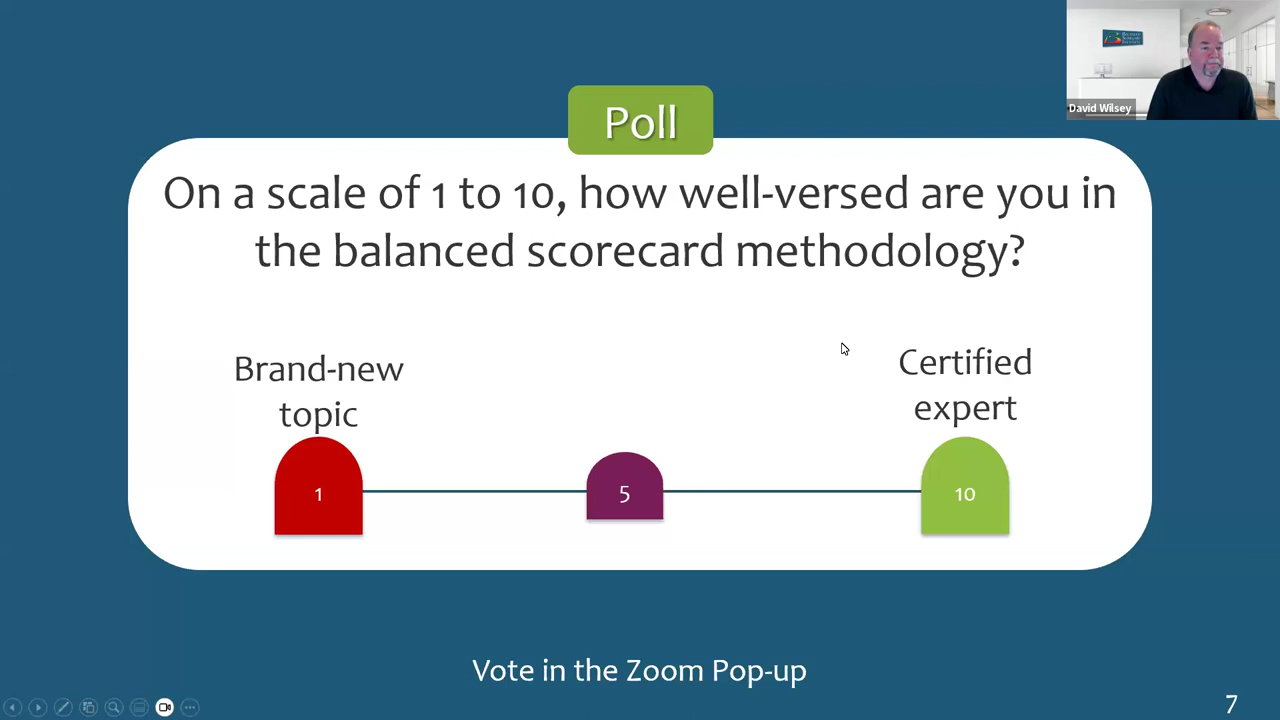 Poll
On a scale of 1 to 10, how well-versed are you in
the balanced scorecard methodology?
Brand-new
topic
Certified
expert
1
5
10
Vote in the Zoom Pop-up
7
David Wilsey